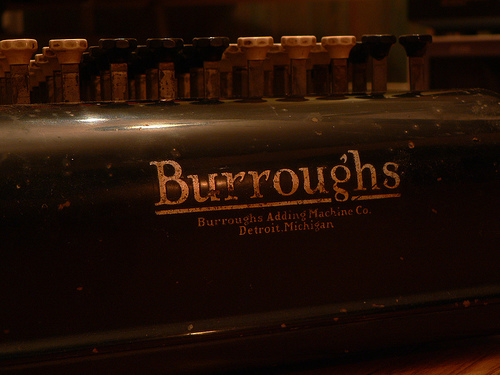 Burroughs
Burroughs Adding Machine Co.
Detroit.Michigan